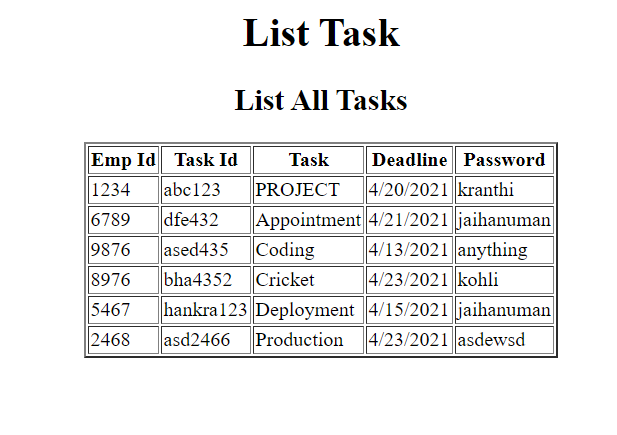 List Task
List All Tasks
Emp Id Task Id Task Deadline Password
1234 abc123 PROJECT 4/20/2021 kranthi
6789 dfe432 Appointment 4/21/2021 jaihanuman
9876 ased435 Coding 4/13/2021 anything
8976 bha4352 Cricket 4/23/2021 kohli
5467 hankra123 Deployment 4/15/2021 jaihanuman
2468 asd2466 Production 4/23/2021 asdewsd